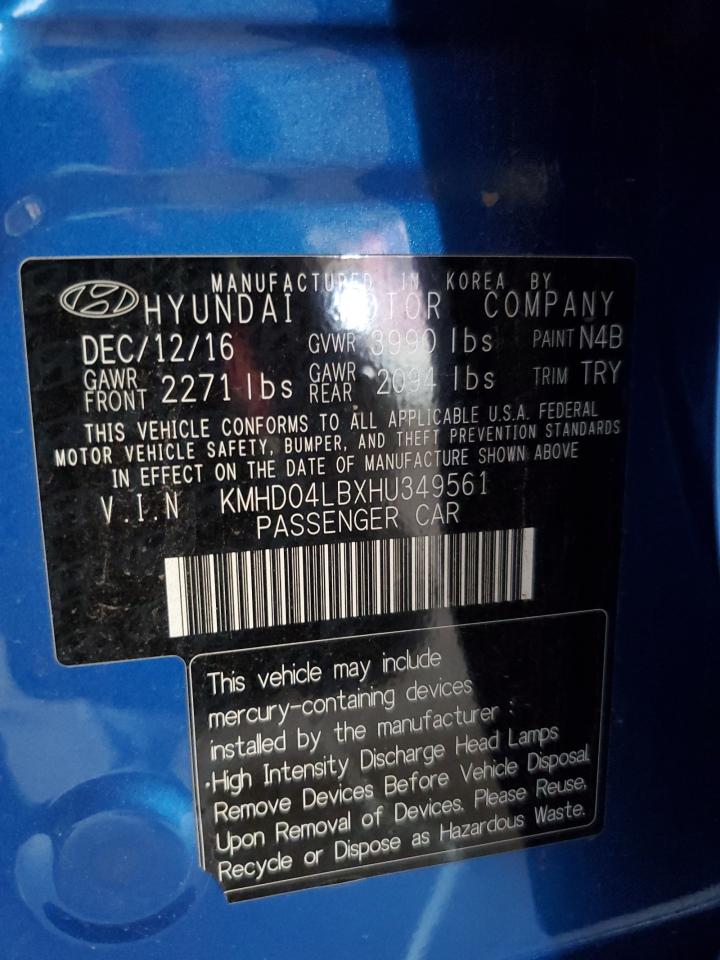 MANUFACTURED IN KOREA BY
HYUNDAI MOTOR COMPANY
DEC/12/16 GVWR 3990 lbs PAINT N4B
GAWR FRONT 2271 lbs GAWR REAR 2094 lbs TRIM TRY
THIS VEHICLE CONFORMS TO ALL APPLICABLE U.S.A. FEDERAL
MOTOR VEHICLE SAFETY, BUMPER, AND THEFT PREVENTION STANDARDS
IN EFFECT ON THE DATE OF MANUFACTURE SHOWN ABOVE
V.I.N KMHD04LBXHU349561
PASSENGER CAR
This vehicle may include
mercury-containing devices
installed by the manufacturer :
·High Intensity Discharge Head Lamps
Remove Devices Before Vehicle Disposal.
Upon Removal of Devices. Please Reuse,
Recycle or Dispose as Hazardous Waste.